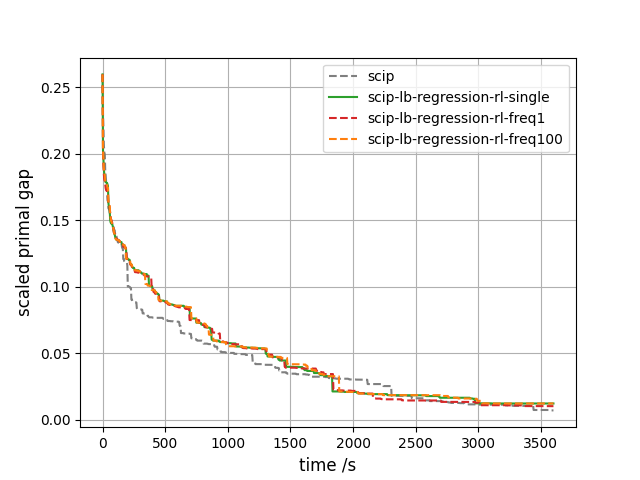 scip
scip-lb-regression-rl-single
scip-lb-regression-rl-freq1
scip-lb-regression-rl-freq100
scaled primal gap
0.25
0.20
0.15
0.10
0.05
0.00
0 500 1000 1500 2000 2500 3000 3500
time /s